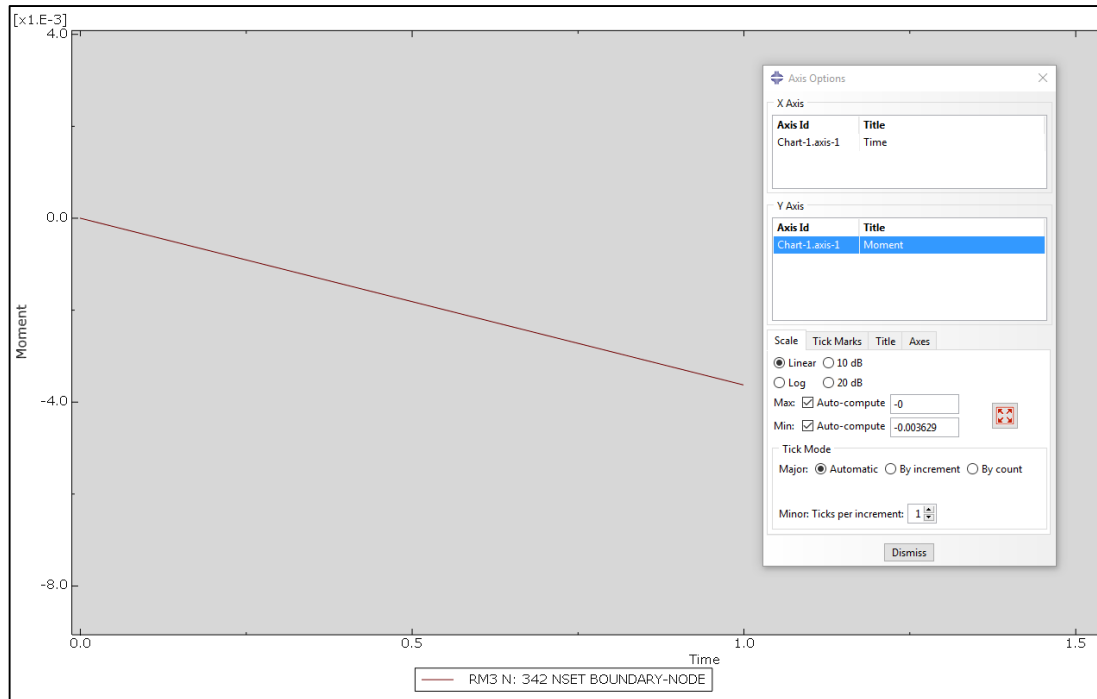 [x1.E-3]
4.0
0.0
-4.0
-8.0
Moment
0.0
0.5
1.0
1.5
Time
RM3 N: 342 NSET BOUNDARY-NODE
Axis Options
X Axis
Axis Id Title
Chart-1.axis-1 Time
Y Axis
Axis Id Title
Chart-1.axis-1 Moment
Scale Tick Marks Title Axes
Linear 10 dB
Log 20 dB
Max: Auto-compute -0
Min: Auto-compute -0.003629
Tick Mode
Major: Automatic By increment By count
Minor: Ticks per increment: 1
Dismiss